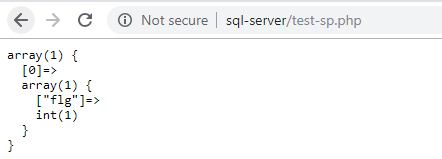 Not secure | sql-server/test-sp.php
array(1) {
  [0]=>
  array(1) {
    ["flg"]=>
    int(1)
  }
}